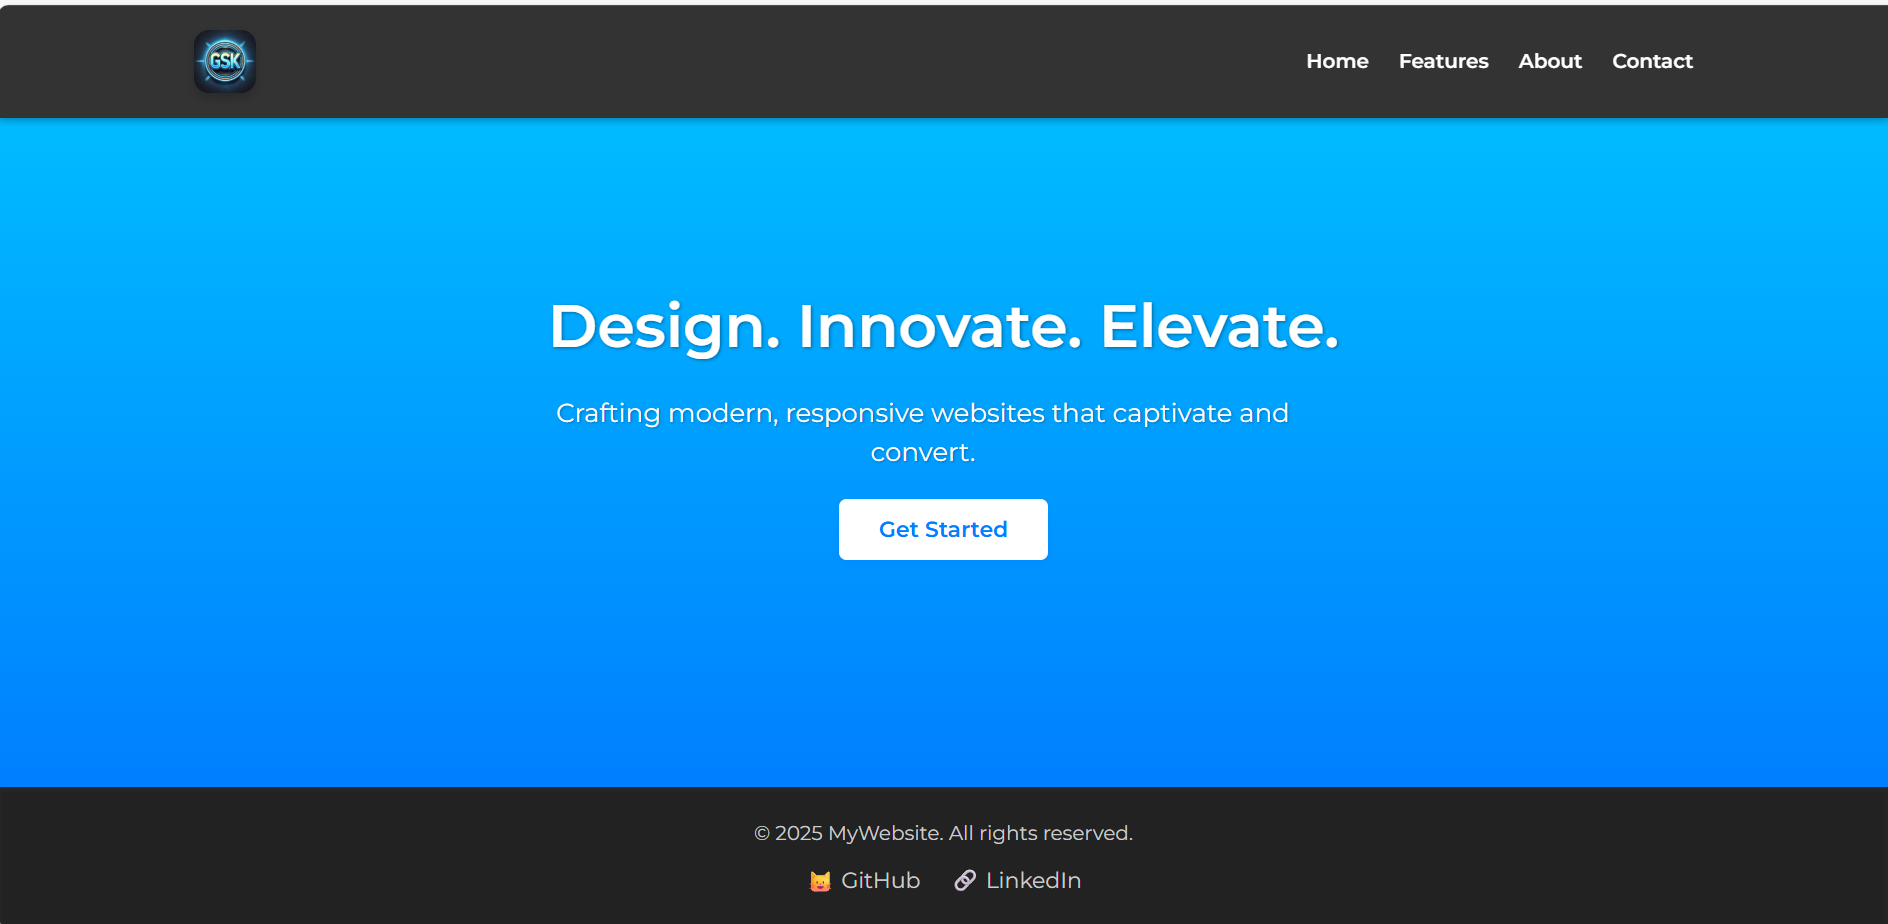 GSK
Home Features About Contact
Design. Innovate. Elevate.
Crafting modern, responsive websites that captivate and
convert.
Get Started
© 2025 MyWebsite. All rights reserved.
GitHub LinkedIn